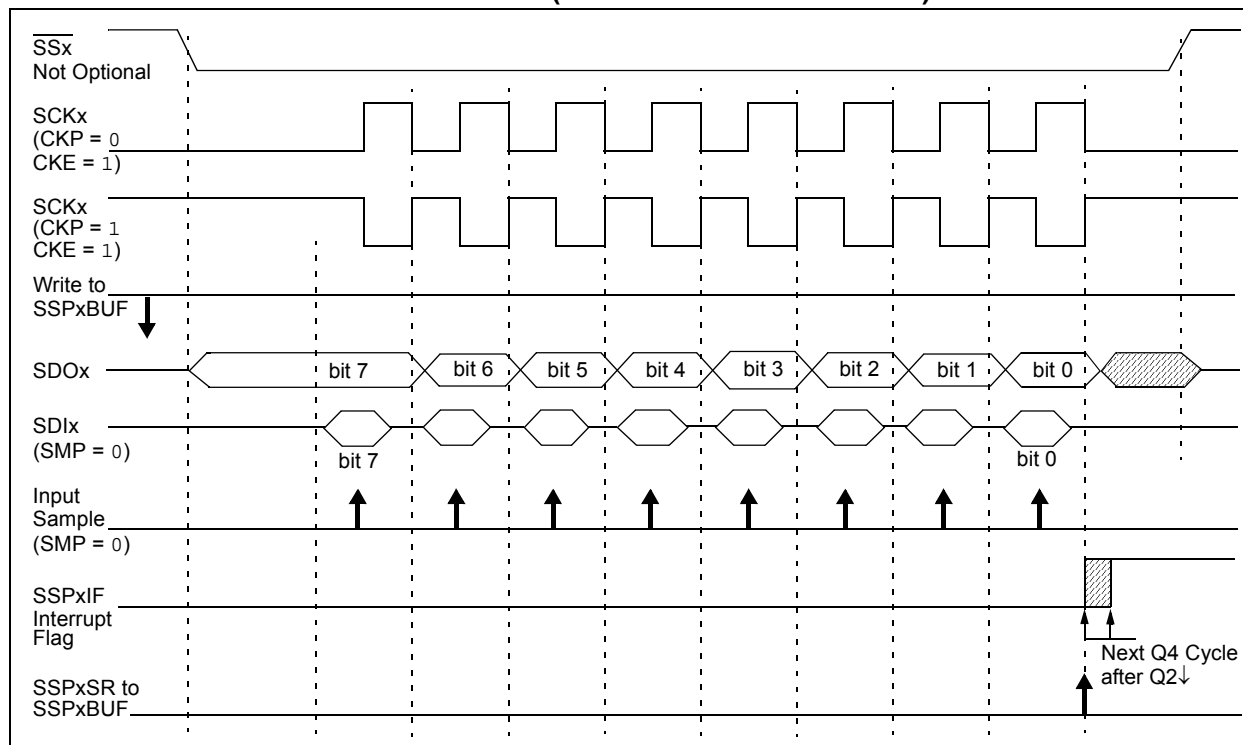 SSx
Not Optional
SCKx
(CKP = 0
CKE = 1)
SCKx
(CKP = 1
CKE = 1)
Write to
SSPxBUF
SDOx
bit 7
bit 6
bit 5
bit 4
bit 3
bit 2
bit 1
bit 0
SDIx
(SMP = 0)
bit 7
bit 0
Input
Sample
(SMP = 0)
SSPxIF
Interrupt
Flag
Next Q4 Cycle
after Q2↓
SSPxSR to
SSPxBUF